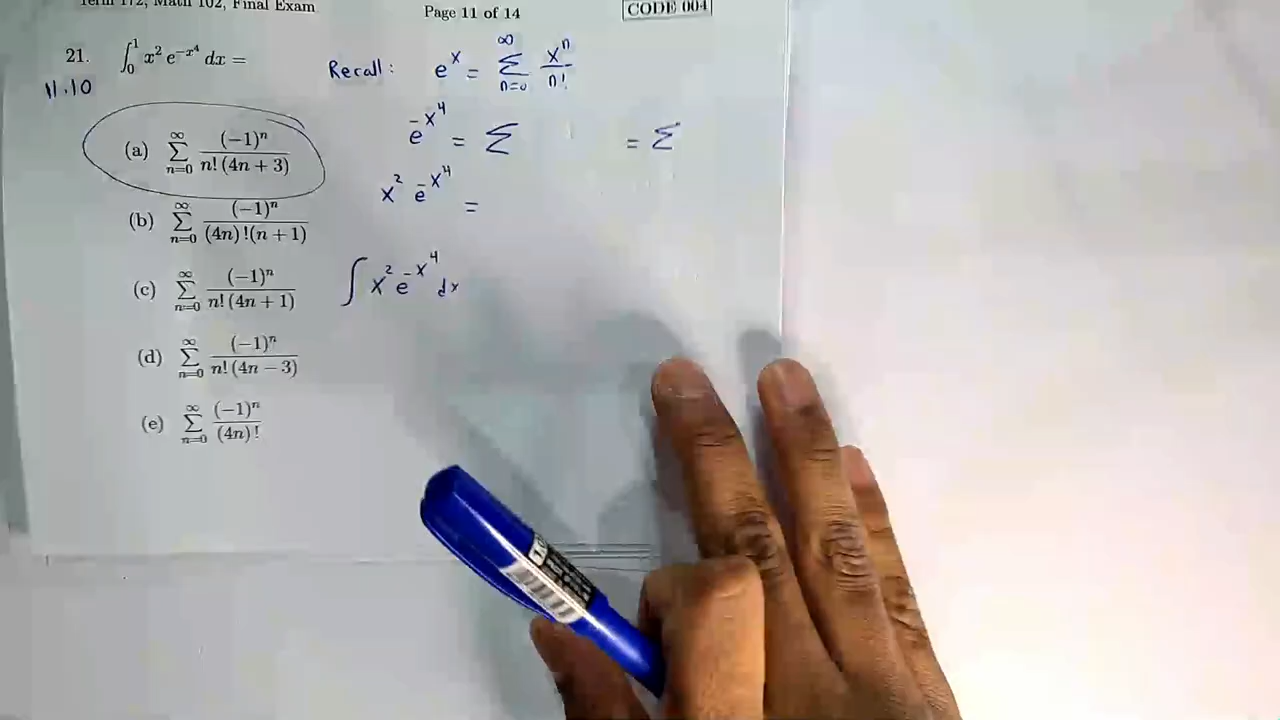 Term 172, Math 102, Final Exam
Page 11 of 14
CODE 004
21. ∫₀¹ x² e^{−x⁴} dx =
11.10
Recall: e^x = Σ_{n=0}^{∞} x^n / n!
e^{−x⁴} = Σ = Σ
x² e^{−x⁴} =
∫ x² e^{−x⁴} dx
(a) Σ_{n=0}^{∞} (−1)^n / n! (4n + 3)
(b) Σ_{n=0}^{∞} (−1)^n / (4n)! (n + 1)
(c) Σ_{n=0}^{∞} (−1)^n / n! (4n + 1)
(d) Σ_{n=0}^{∞} (−1)^n / n! (4n − 3)
(e) Σ_{n=0}^{∞} (−1)^n / (4n)!